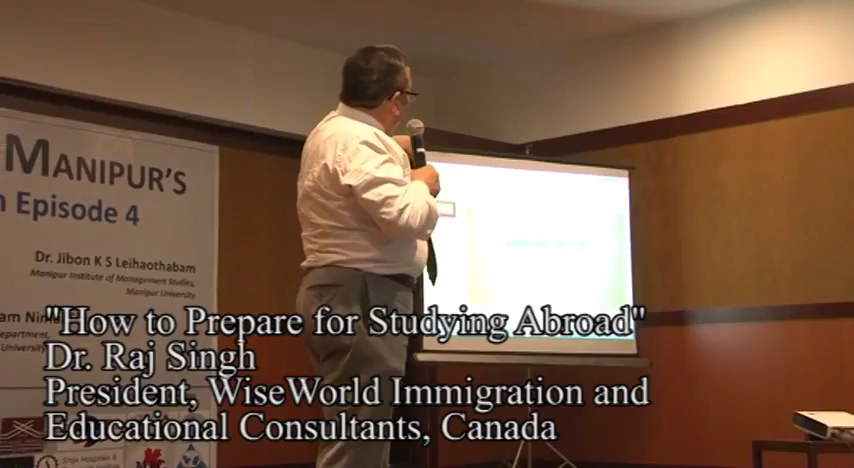 MANIPUR'S
Episode 4
Dr. Jibon K S Leihaothabam
Manipur Institute of Management Studies,
Manipur University
"How to Prepare for Studying Abroad"
Dr. Raj Singh
President, WiseWorld Immigration and
Educational Consultants, Canada